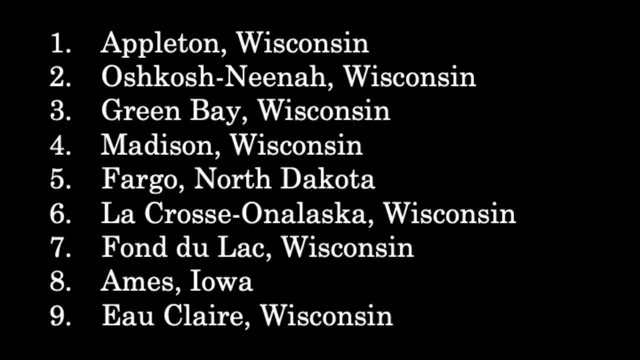 1. Appleton, Wisconsin
2. Oshkosh-Neenah, Wisconsin
3. Green Bay, Wisconsin
4. Madison, Wisconsin
5. Fargo, North Dakota
6. La Crosse-Onalaska, Wisconsin
7. Fond du Lac, Wisconsin
8. Ames, Iowa
9. Eau Claire, Wisconsin